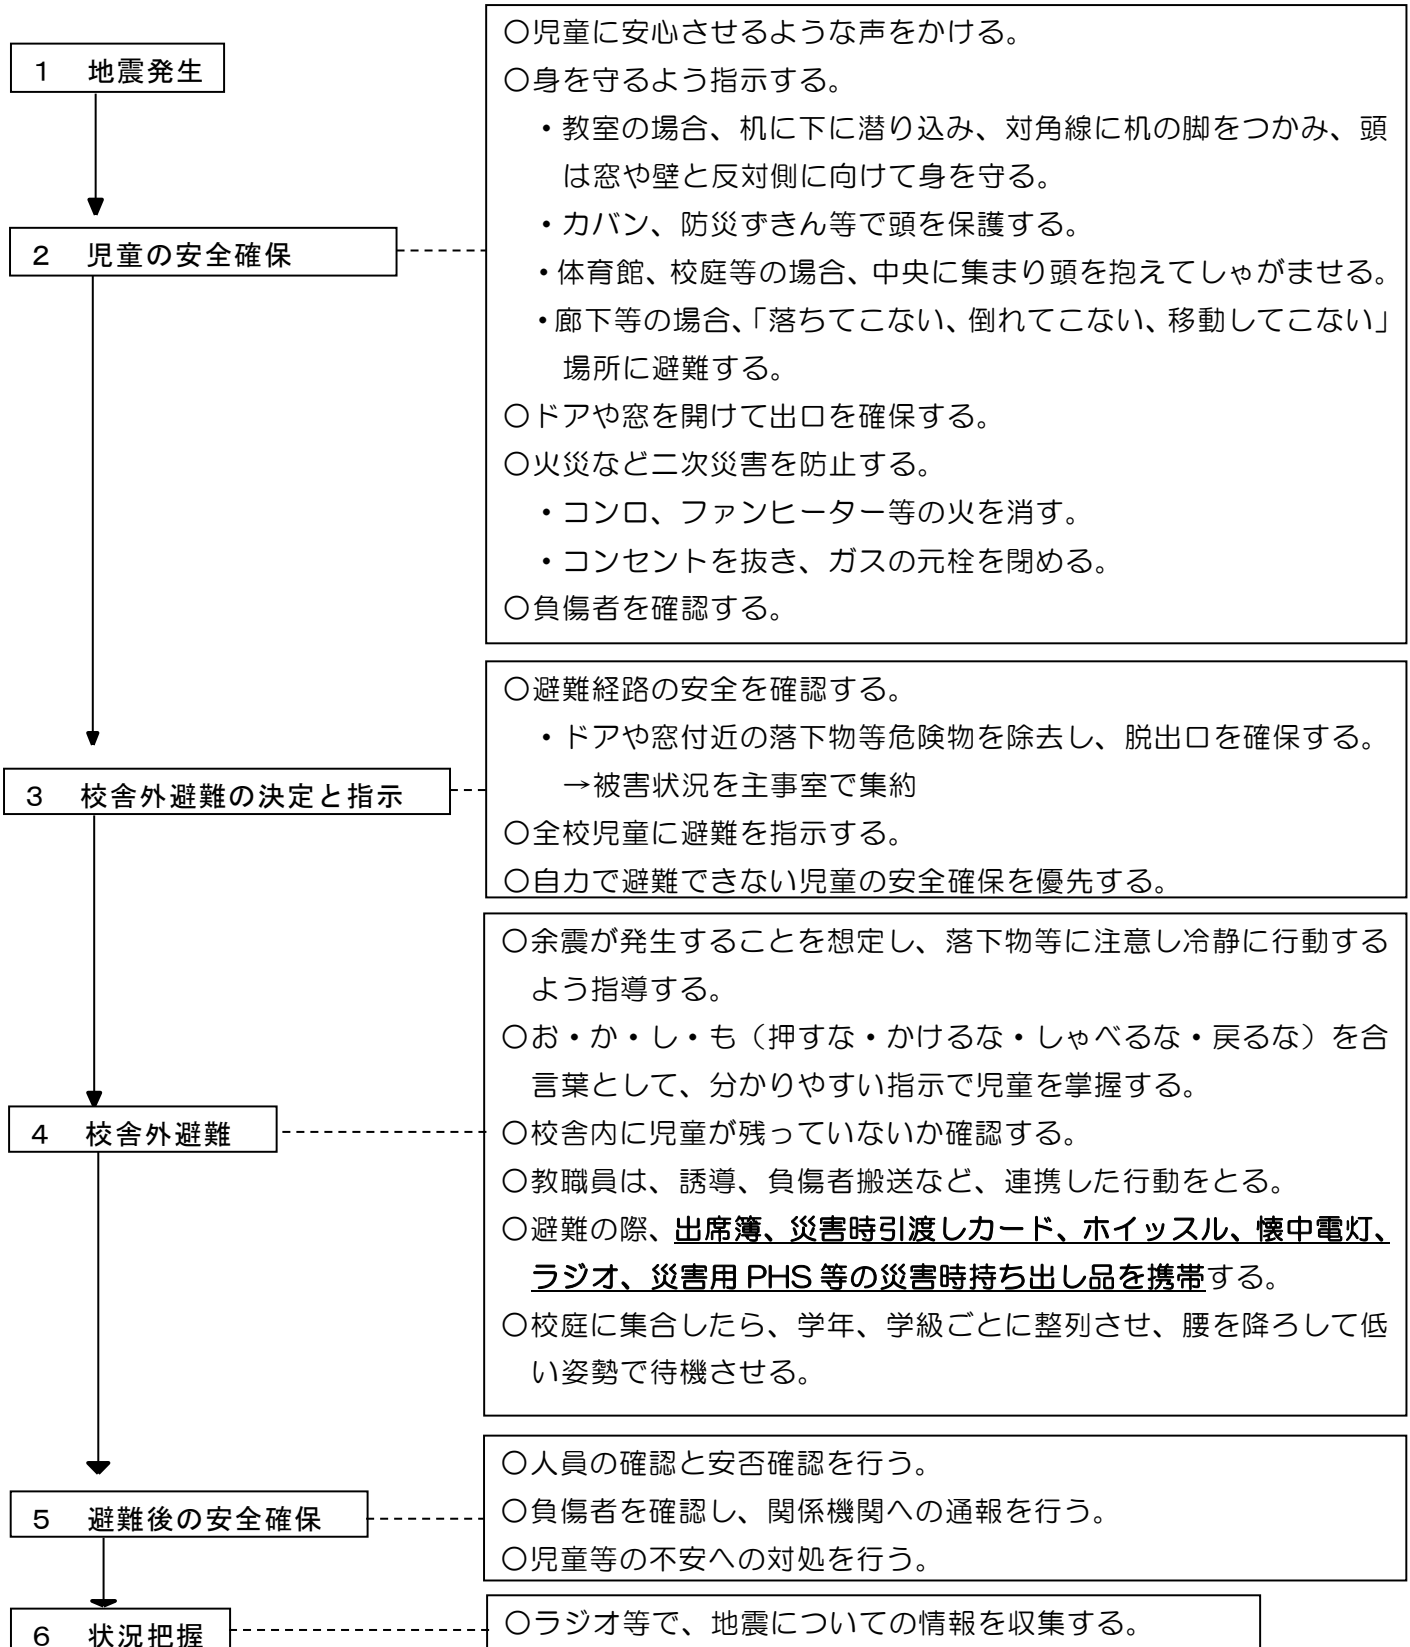 １　地震発生
〇児童に安心させるような声をかける。
〇身を守るよう指示する。
・教室の場合、机に下に潜り込み、対角線に机の脚をつかみ、頭
は窓や壁と反対側に向けて身を守る。
・カバン、防災ずきん等で頭を保護する。
・体育館、校庭等の場合、中央に集まり頭を抱えてしゃがませる。
・廊下等の場合、「落ちてこない、倒れてこない、移動してこない」
場所に避難する。
〇ドアや窓を開けて出口を確保する。
〇火災など二次災害を防止する。
・コンロ、ファンヒーター等の火を消す。
・コンセントを抜き、ガスの元栓を閉める。
〇負傷者を確認する。
２　児童の安全確保
〇避難経路の安全を確認する。
・ドアや窓付近の落下物等危険物を除去し、脱出口を確保する。
→被害状況を主事室で集約
〇全校児童に避難を指示する。
〇自力で避難できない児童の安全確保を優先する。
３　校舎外避難の決定と指示
〇余震が発生することを想定し、落下物等に注意し冷静に行動する
よう指導する。
〇お・か・し・も（押すな・かけるな・しゃべるな・戻るな）を合
言葉として、分かりやすい指示で児童を掌握する。
〇校舎内に児童が残っていないか確認する。
〇教職員は、誘導、負傷者搬送など、連携した行動をとる。
〇避難の際、出席簿、災害時引渡しカード、ホイッスル、懐中電灯、
ラジオ、災害用 PHS 等の災害時持ち出し品を携帯する。
〇校庭に集合したら、学年、学級ごとに整列させ、腰を降ろして低
い姿勢で待機させる。
４　校舎外避難
〇人員の確認と安否確認を行う。
〇負傷者を確認し、関係機関への通報を行う。
〇児童等の不安への対処を行う。
５　避難後の安全確保
〇ラジオ等で、地震についての情報を収集する。
６　状況把握